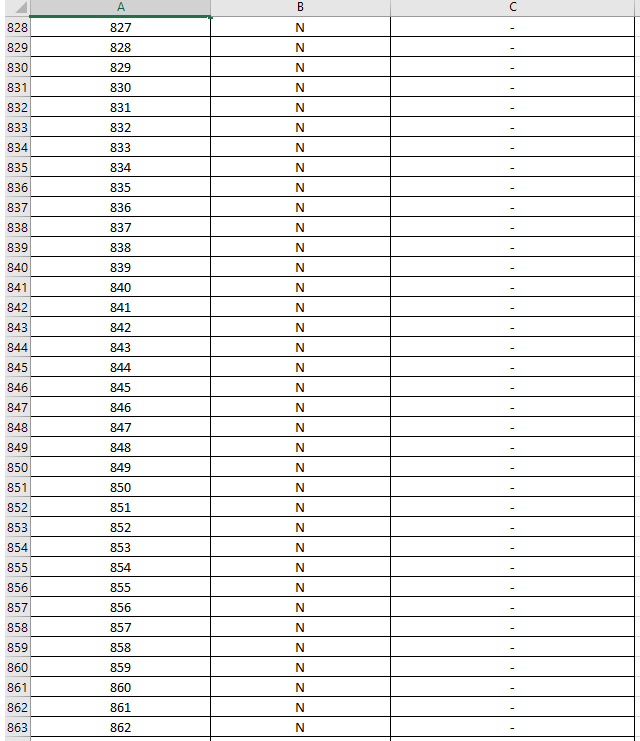 A B C
828 827 N -
829 828 N -
830 829 N -
831 830 N -
832 831 N -
833 832 N -
834 833 N -
835 834 N -
836 835 N -
837 836 N -
838 837 N -
839 838 N -
840 839 N -
841 840 N -
842 841 N -
843 842 N -
844 843 N -
845 844 N -
846 845 N -
847 846 N -
848 847 N -
849 848 N -
850 849 N -
851 850 N -
852 851 N -
853 852 N -
854 853 N -
855 854 N -
856 855 N -
857 856 N -
858 857 N -
859 858 N -
860 859 N -
861 860 N -
862 861 N -
863 862 N -